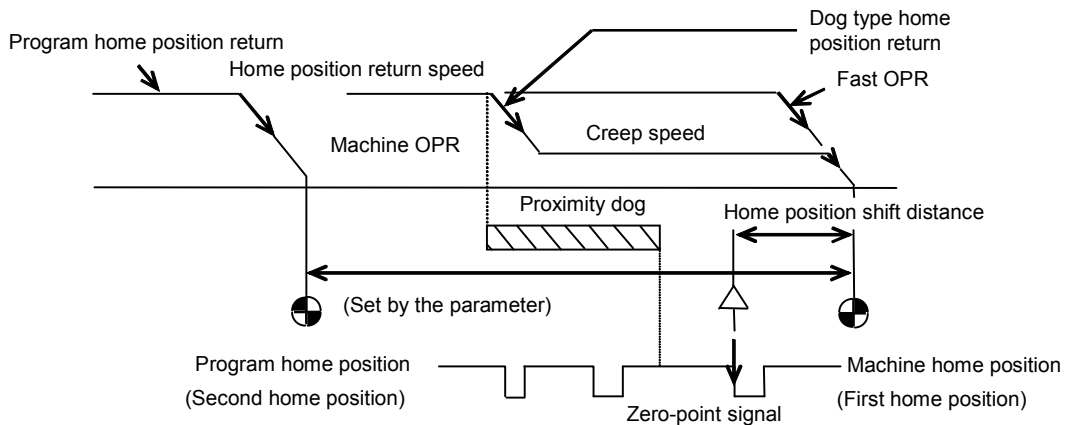 Dog type home
position return
Program home position return
Home position return speed
Fast OPR
Machine OPR
Creep speed
Proximity dog
Home position shift distance
(Set by the parameter)
Program home position
(Second home position)
Machine home position
(First home position)
Zero-point signal